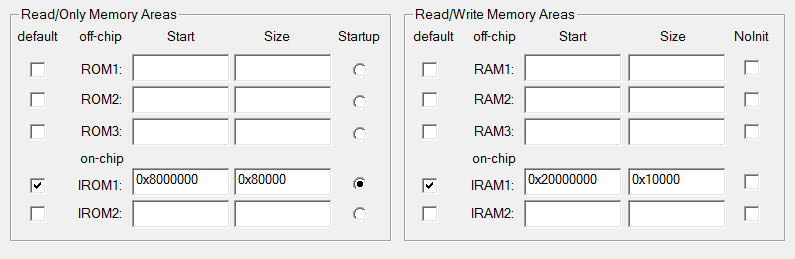 Read/Only Memory Areas
default off-chip Start Size Startup
ROM1:
ROM2:
ROM3:
on-chip
IROM1: 0x8000000 0x80000
IROM2:
Read/Write Memory Areas
default off-chip Start Size NoInit
RAM1:
RAM2:
RAM3:
on-chip
IRAM1: 0x20000000 0x10000
IRAM2: